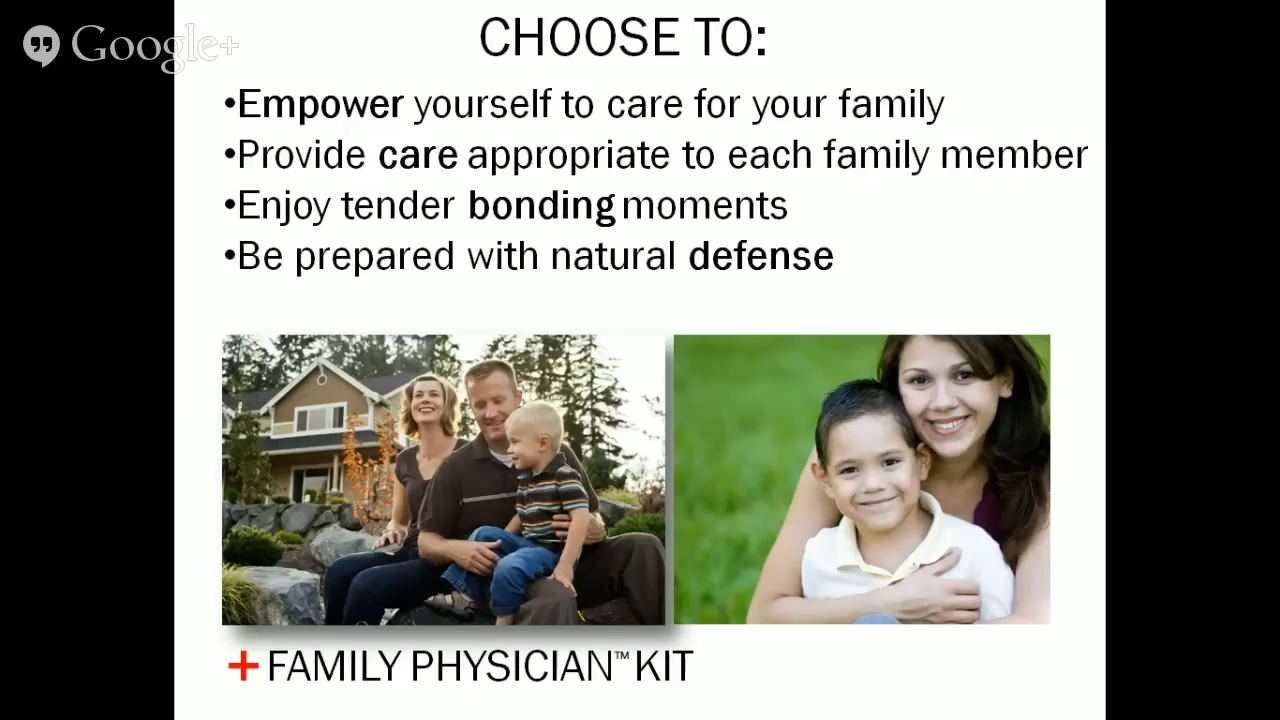 Google+
CHOOSE TO:
•Empower yourself to care for your family
•Provide care appropriate to each family member
•Enjoy tender bonding moments
•Be prepared with natural defense
+ FAMILY PHYSICIAN™ KIT